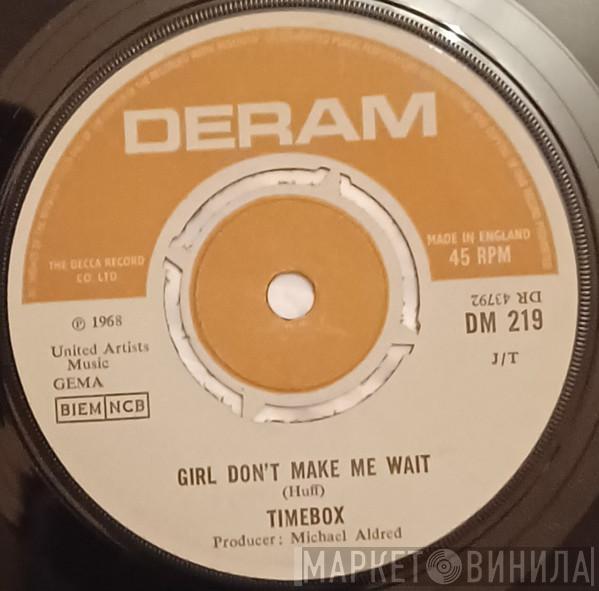 DERAM
THE DECCA RECORD
CO. LTD
MADE IN ENGLAND
45 RPM
DR 43792
℗ 1968
DM 219
United Artists
Music
J/T
GEMA
BIEM NCB
GIRL DON'T MAKE ME WAIT
(Huff)
TIMEBOX
Producer: Michael Aldred
МАРКЕТ ВИНИЛА